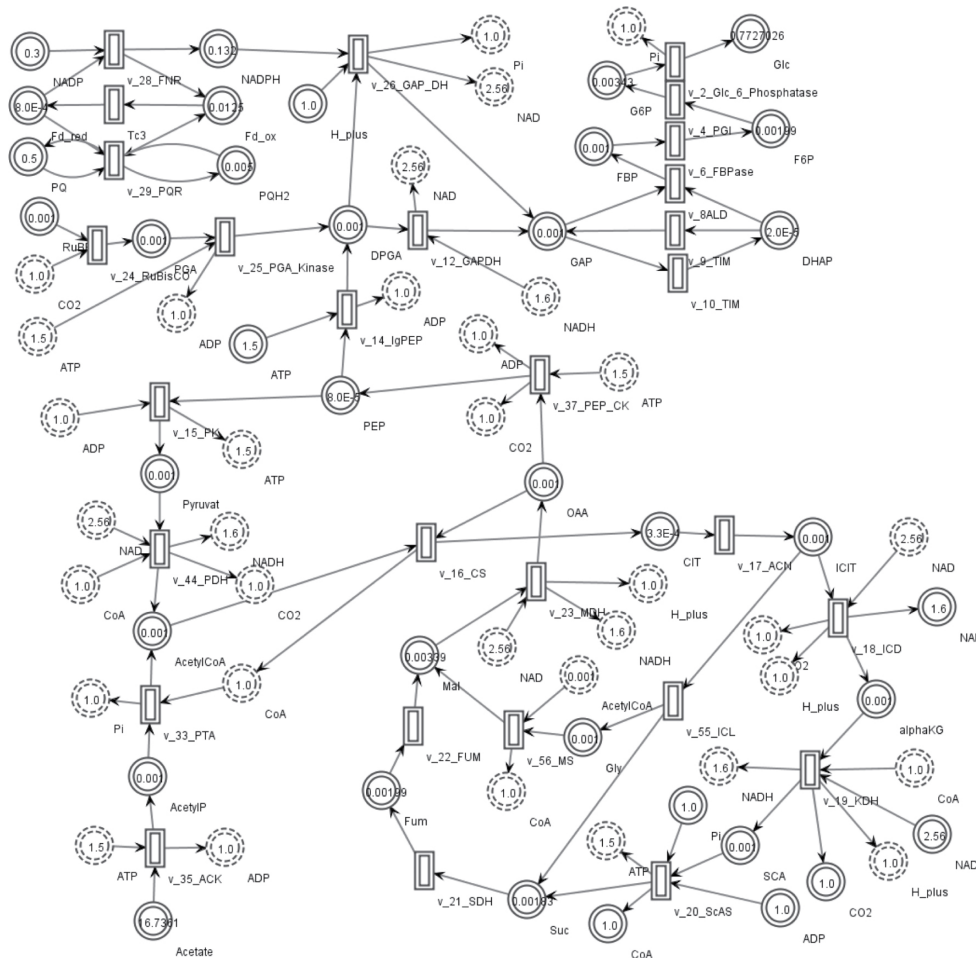 0.3
NADP
v_28_FNR
0.132
NADPH
1.0
H_plus
v_26_GAP_DH
1.0
Pi
2.56
NAD
1.0
Pi
0.7727026
Glc
0.00343
G6P
v_2_Glc_6_Phosphatase
8.0E-4
Fd_red
Tc3
0.0125
Fd_ox
v_4_PGI
0.00199
F6P
0.5
PQ
v_29_PQR
0.005
PQH2
0.001
FBP
v_6_FBPase
2.56
NAD
v_8ALD
0.001
v_24_RuBisCO
0.001
PGA
v_25_PGA_Kinase
0.001
DPGA
v_12_GAPDH
0.001
GAP
v_9_TIM
2.0E-5
DHAP
v_10_TIM
1.0
CO2
1.0
ADP
1.5
ATP
1.0
ADP
1.6
NADH
1.5
ATP
v_14_IgPEP
1.0
ADP
1.5
ATP
v_37_PEP_CK
1.0
CO2
8.0E-5
PEP
1.0
ADP
v_15_PK
1.5
ATP
0.001
Pyruvat
0.001
OAA
2.56
NAD
1.6
NADH
v_44_PDH
1.0
CoA
1.0
CO2
v_16_CS
3.3E-4
CIT
v_17_ACN
0.001
ICIT
2.56
NAD
0.001
AcetylCoA
v_23_MDH
1.0
H_plus
1.6
NADH
2.56
NAD
1.6
v_18_ICD
1.0
1.0
H_plus
0.00339
Mal
0.001
AcetylCoA
1.0
CoA
1.0
Pi
v_33_PTA
v_55_ICL
0.001
alphaKG
v_22_FUM
v_56_MS
0.001
Gly
0.001
AcetylP
0.00199
Fum
1.0
CoA
1.6
NADH
v_19_KDH
1.0
CoA
1.0
Pi
2.56
1.5
ATP
v_35_ACK
1.0
ADP
1.5
ATP
0.001
SCA
1.0
H_plus
v_21_SDH
0.00183
Suc
v_20_ScAS
1.0
CO2
16.7361
Acetate
1.0
CoA
1.0
ADP